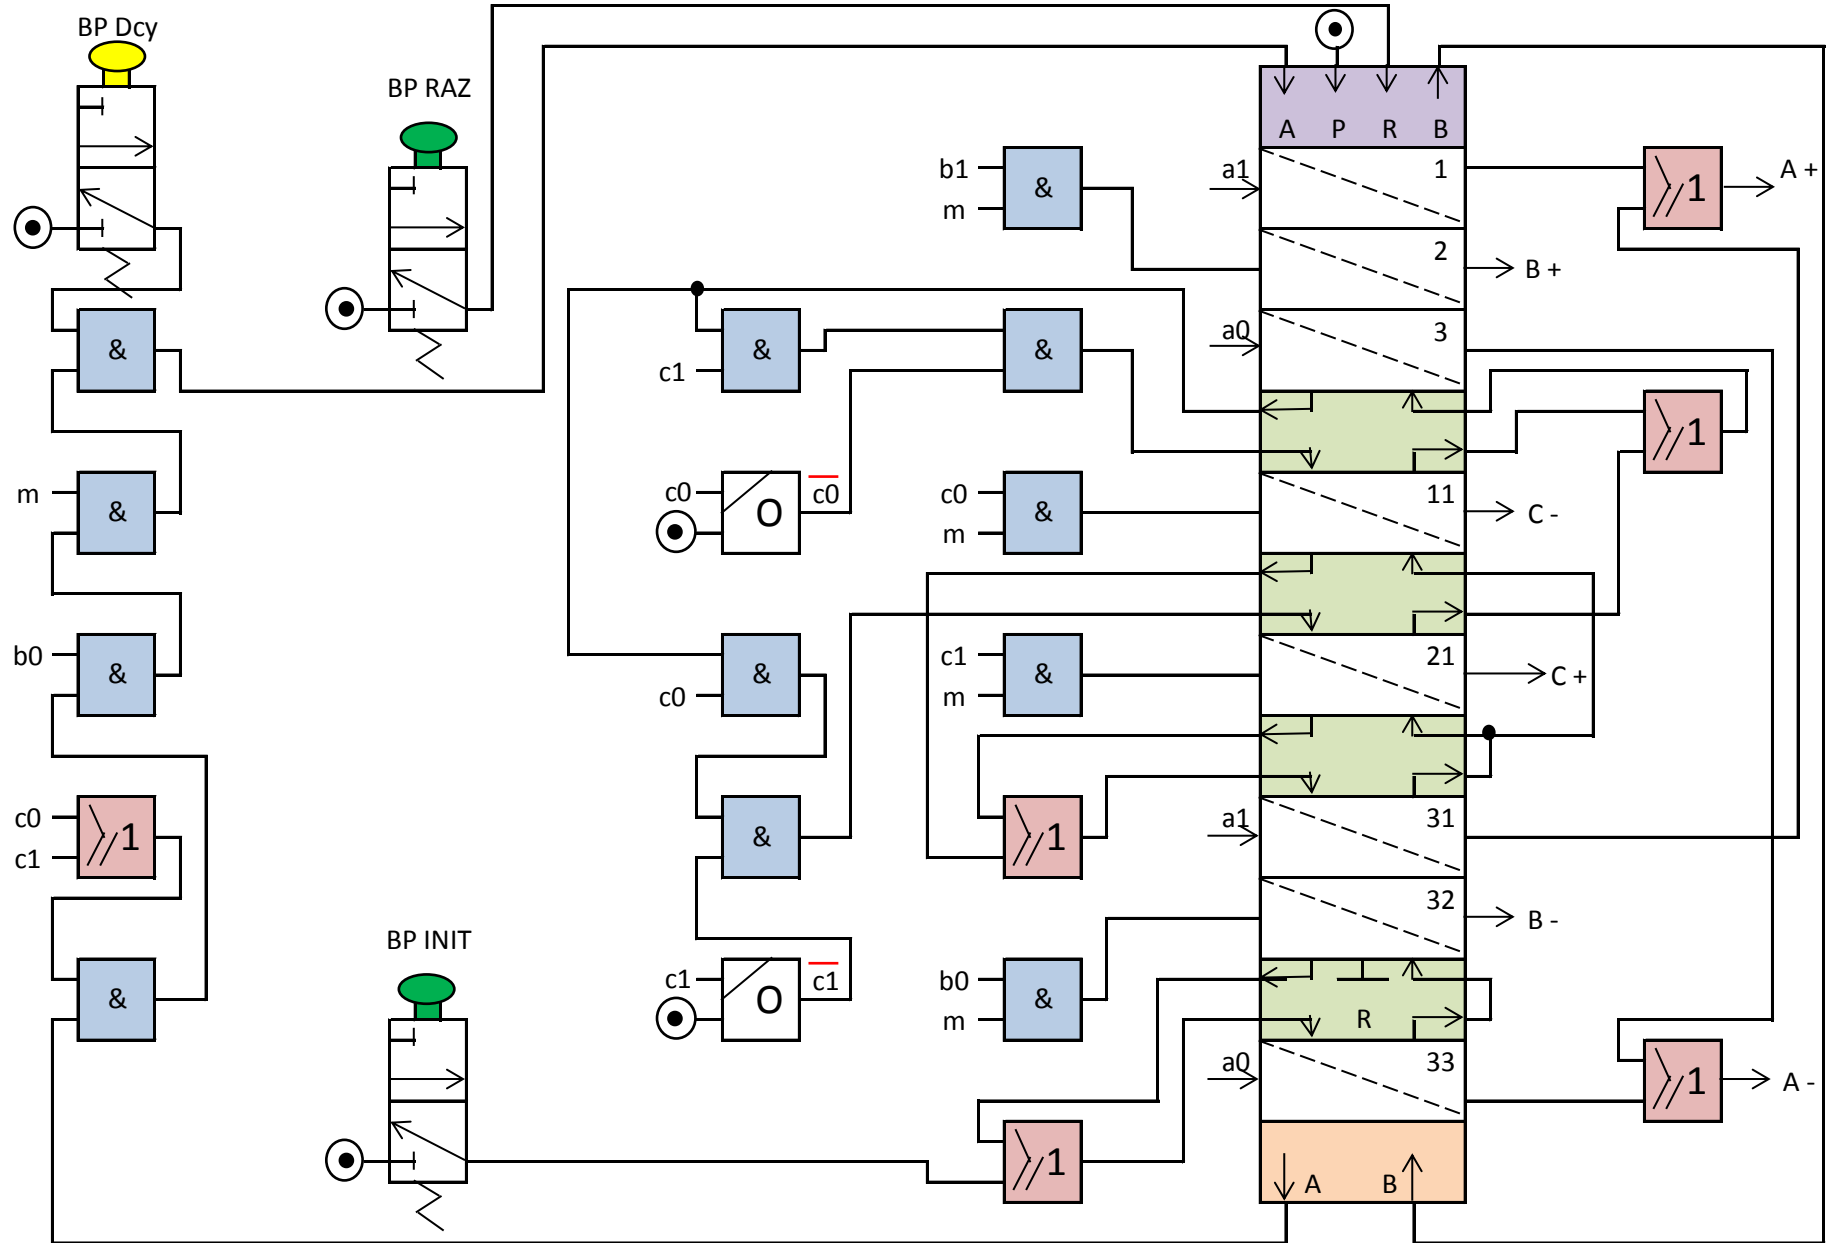 BP Dcy
BP RAZ
A P R B
b1
m
&
a1
1
≥1
A +
2
B +
&
c1
&
&
a0
3
m
&
c0
O
c0
c0
m
&
11
C -
≥1
b0
&
&
c0
c1
m
&
21
C +
c0
c1
≥1
&
≥1
a1
31
32
B -
BP INIT
&
c1
O
c1
b0
m
&
R
a0
33
≥1
A -
≥1
A B